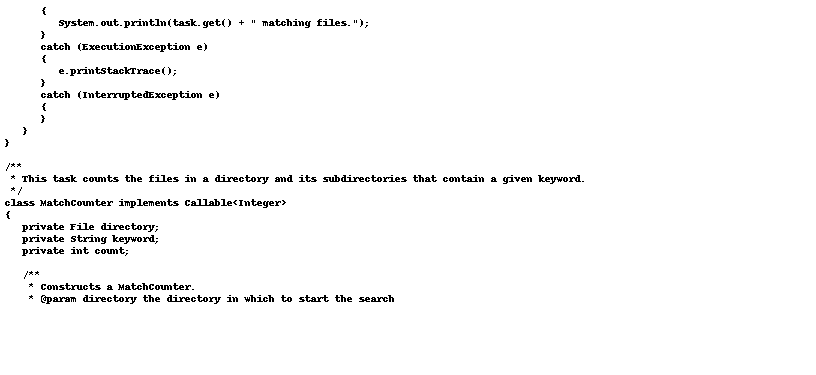 {
         System.out.println(task.get() + " matching files.");
      }
      catch (ExecutionException e)
      {
         e.printStackTrace();
      }
      catch (InterruptedException e)
      {
      }
   }
}

/**
 * This task counts the files in a directory and its subdirectories that contain a given keyword.
 */
class MatchCounter implements Callable<Integer>
{
   private File directory;
   private String keyword;
   private int count;

   /**
    * Constructs a MatchCounter.
    * @param directory the directory in which to start the search